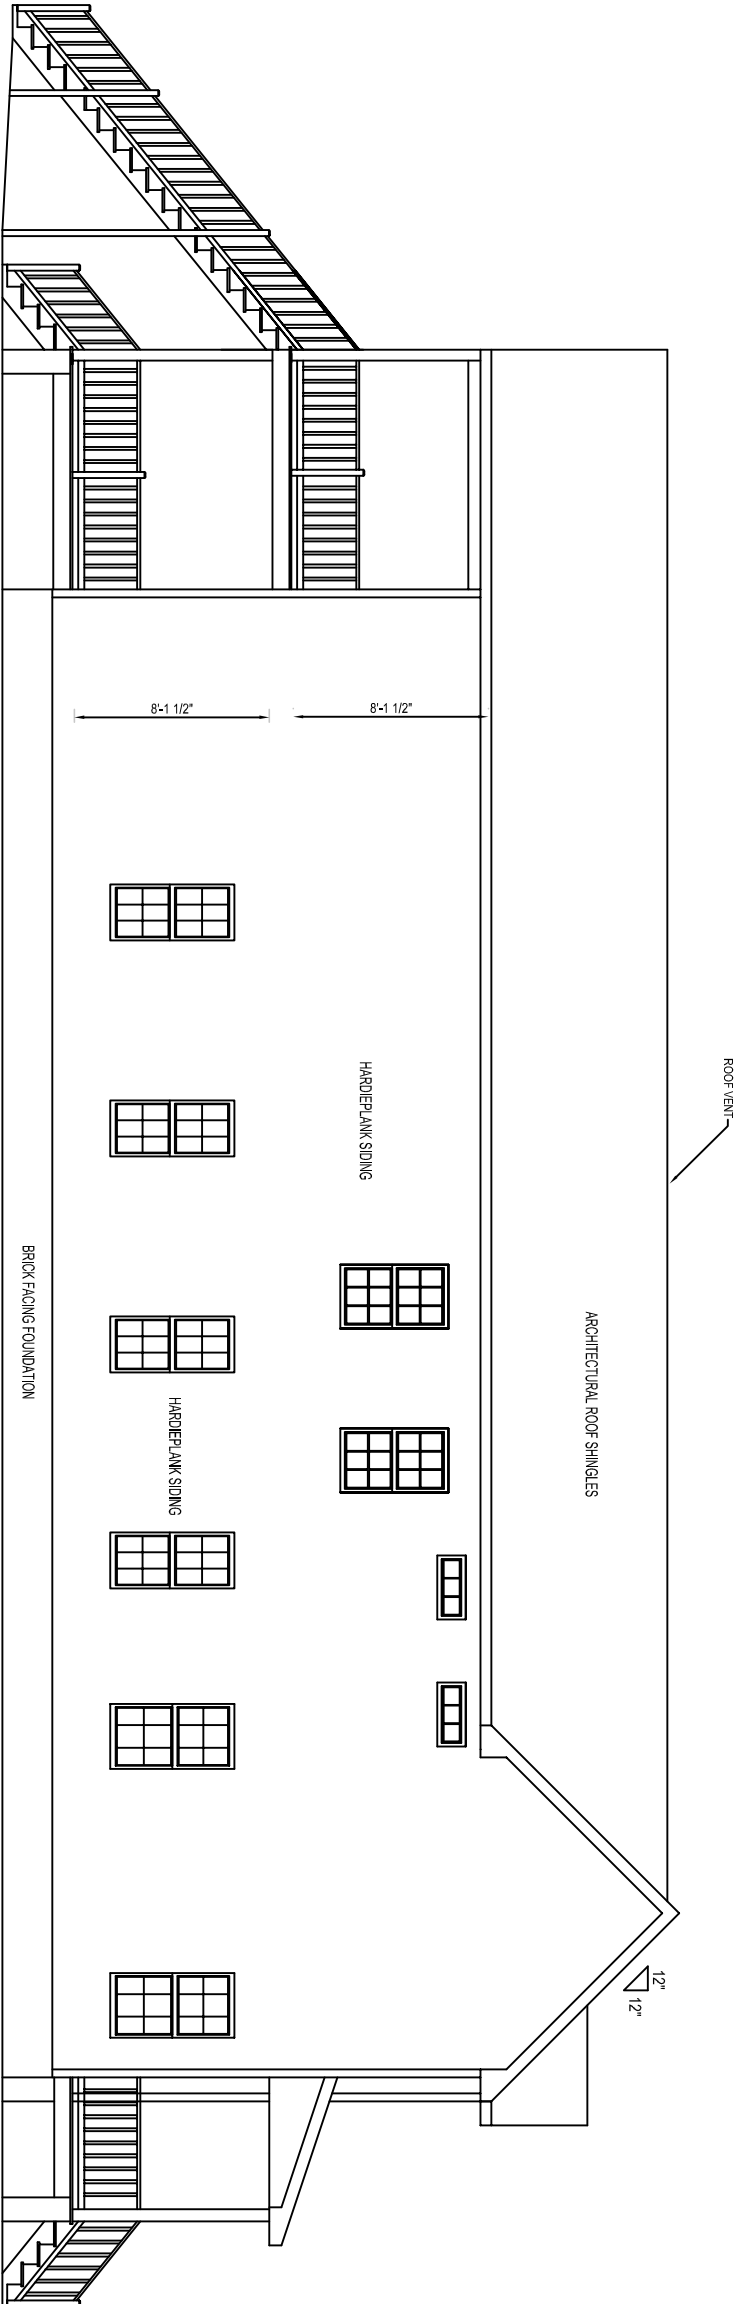 ROOF VENT
12"
12"
ARCHITECTURAL ROOF SHINGLES
8'-1 1/2"
HARDIEPLANK SIDING
8'-1 1/2"
HARDIEPLANK SIDING
BRICK FACING FOUNDATION